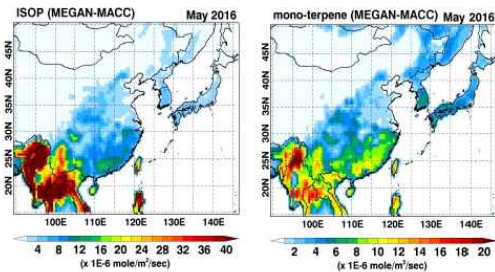 ISOP (MEGAN-MACC) May 2016
45N
40N
35N
30N
25N
20N
100E 110E 120E 130E 140E
4 8 12 16 20 24 28 32 36 40
(x 1E-6 mole/m²/sec)
mono-terpene (MEGAN-MACC) May 2016
45N
40N
35N
30N
25N
20N
100E 110E 120E 130E 140E
2 4 6 8 10 12 14 16 18 20
(x 1E-6 mole/m²/sec)